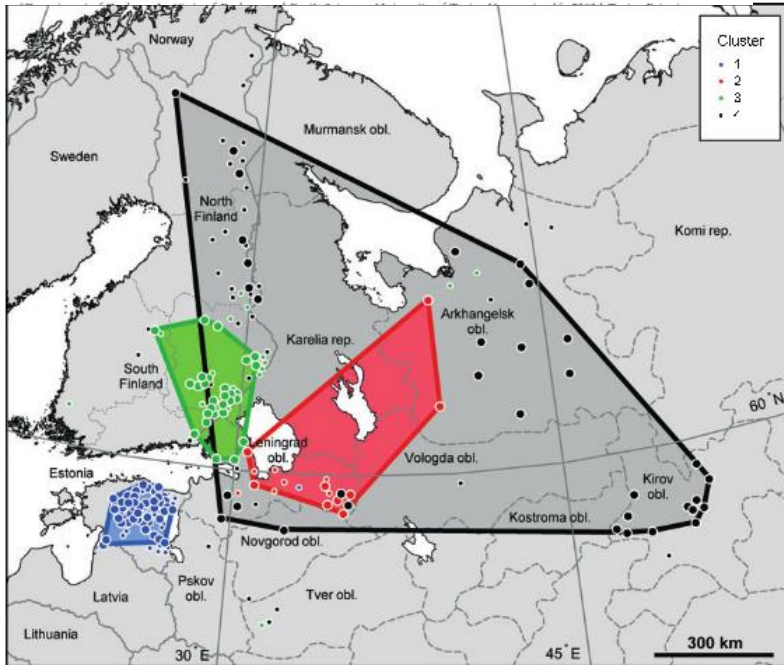 Norway
Cluster
1
2
3
Murmansk obl.
Sweden
North
Finland
Komi rep.
Arkhangelsk
obl.
Karelia rep.
South
Finland
60°N
Leningrad
obl.
Vologda obl.
Estonia
Kirov
obl.
Kostroma obl.
Novgorod obl.
Pskov
obl.
Tver obl.
Latvia
Lithuania
30°E
45°E
300 km